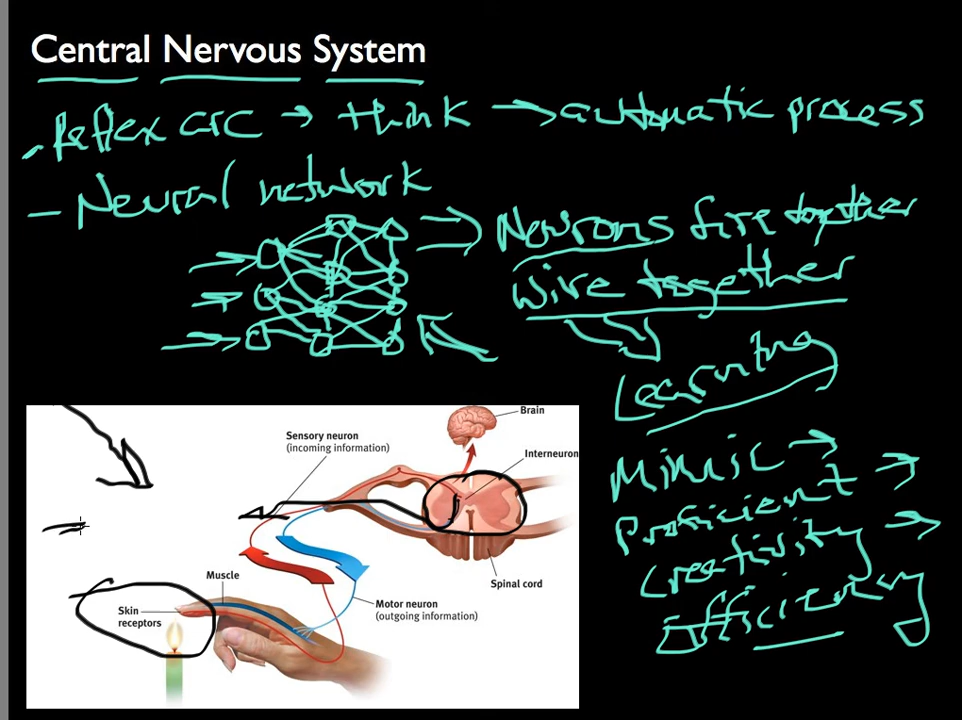 Central Nervous System
- Reflex arc → think → automatic process
- Neural network
⇒ Neurons fire together
wire together
Learning
Mimic →
Proficient →
Creativity →
Efficiency
Brain
Sensory neuron
(incoming information)
Interneuron
Spinal cord
Muscle
Motor neuron
(outgoing information)
Skin
receptors